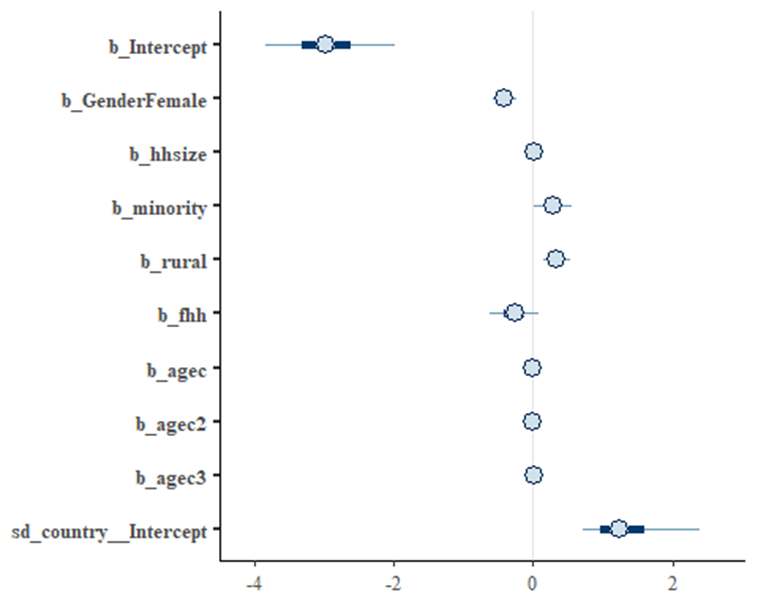 b_Intercept
b_GenderFemale
b_hhsize
b_minority
b_rural
b_fhh
b_agec
b_agec2
b_agec3
sd_country__Intercept
-4 -2 0 2